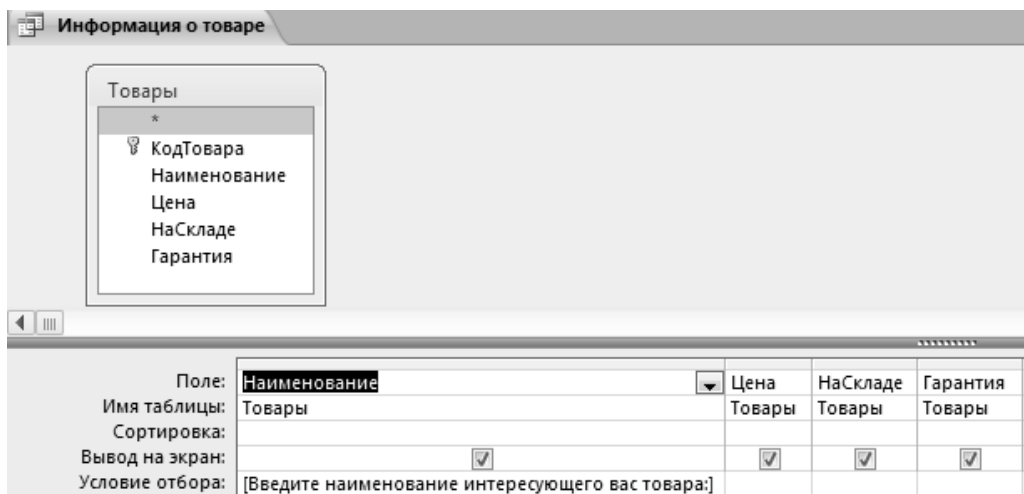 Информация о товаре
Товары
*
КодТовара
Наименование
Цена
НаСкладе
Гарантия
Поле: Наименование Цена НаСкладе Гарантия
Имя таблицы: Товары Товары Товары Товары
Сортировка:
Вывод на экран:
Условие отбора: [Введите наименование интересующего вас товара:]